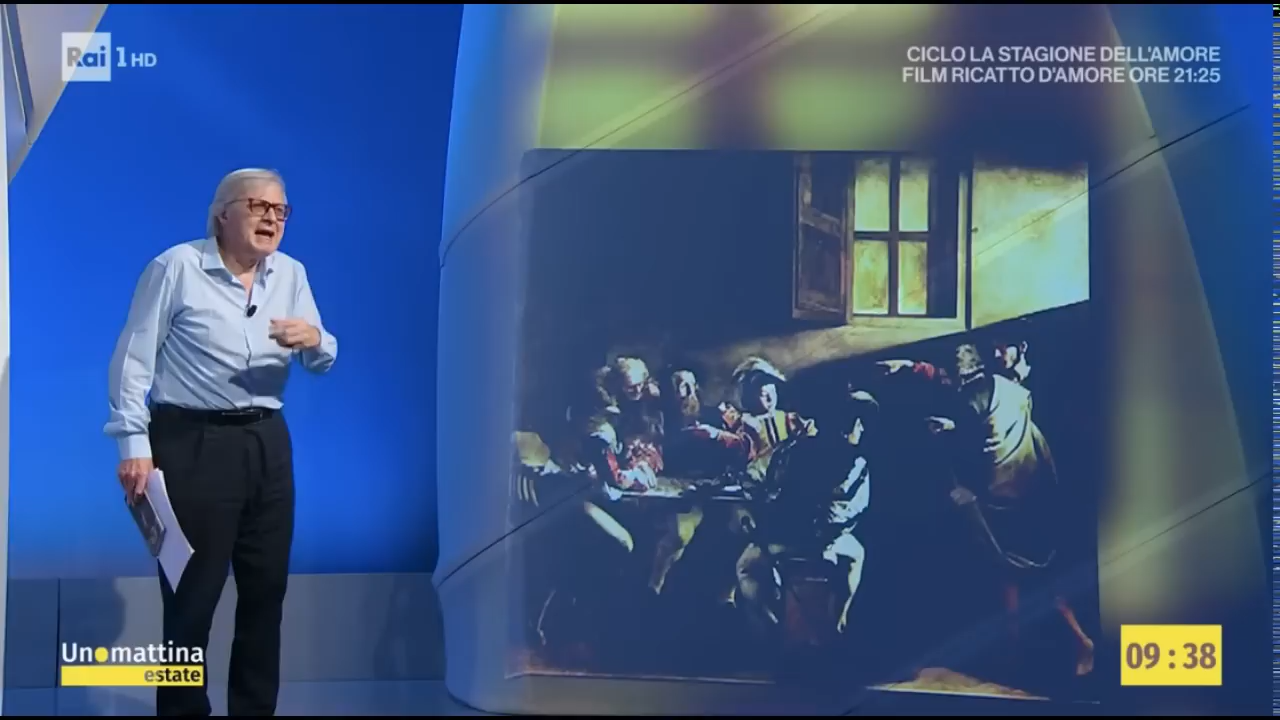 Rai 1 HD
CICLO LA STAGIONE DELL'AMORE
FILM RICATTO D'AMORE ORE 21:25
Unomattina
estate
09 : 38